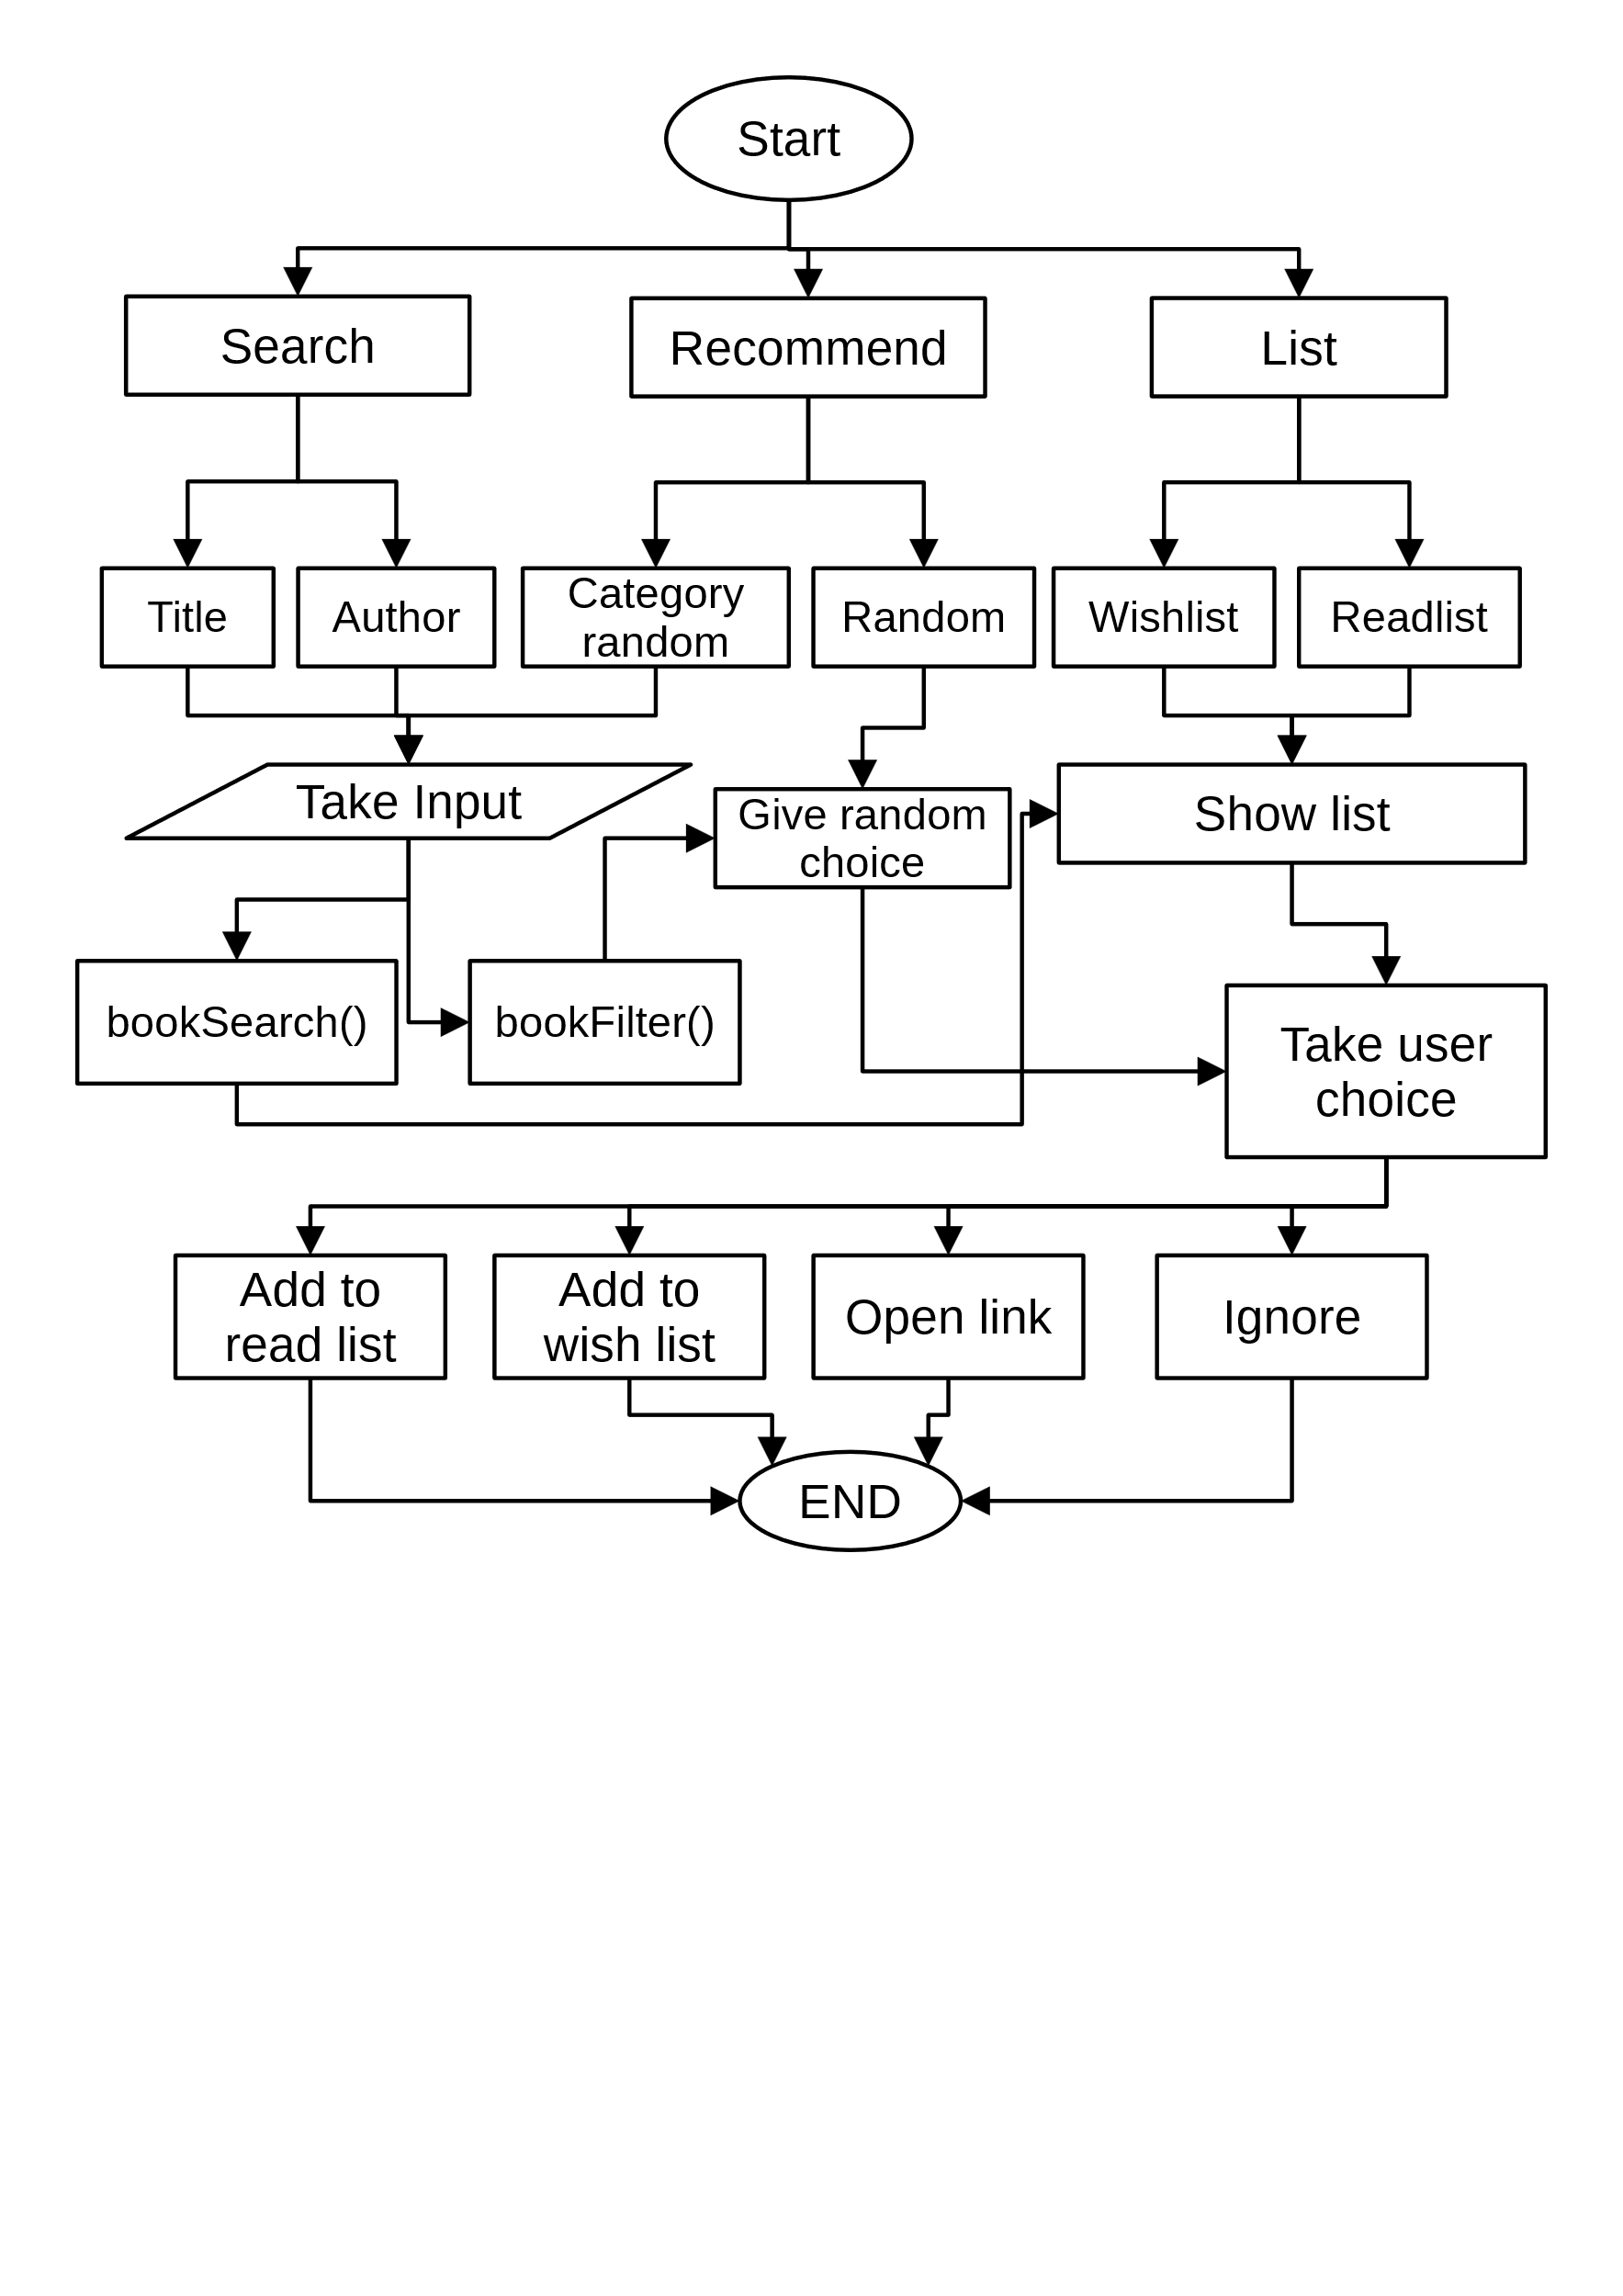 Start
Search
Recommend
List
Title
Author
Category
random
Random
Wishlist
Readlist
Take Input
Give random
choice
Show list
bookSearch()
bookFilter()
Take user
choice
Add to
read list
Add to
wish list
Open link
Ignore
END